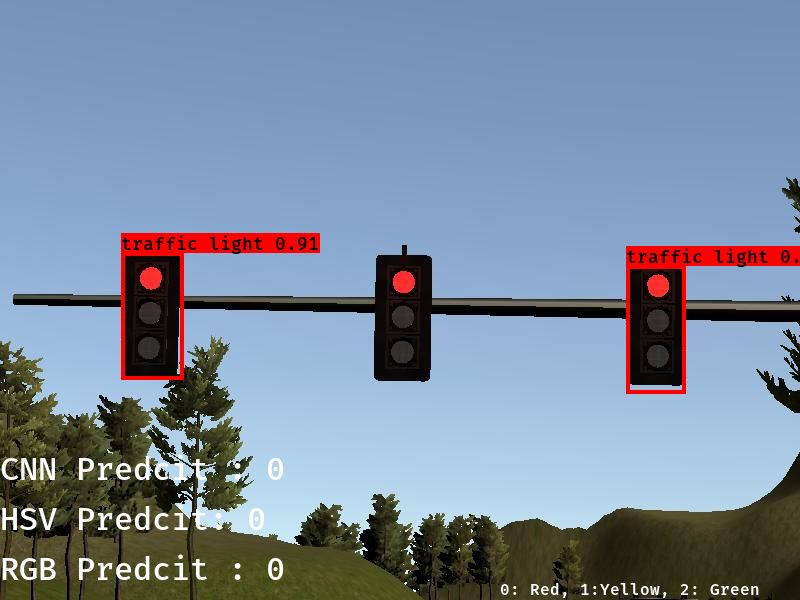 traffic light 0.91
traffic light 0.
CNN Predcit : 0
HSV Predcit: 0
RGB Predcit : 0
0: Red, 1:Yellow, 2: Green